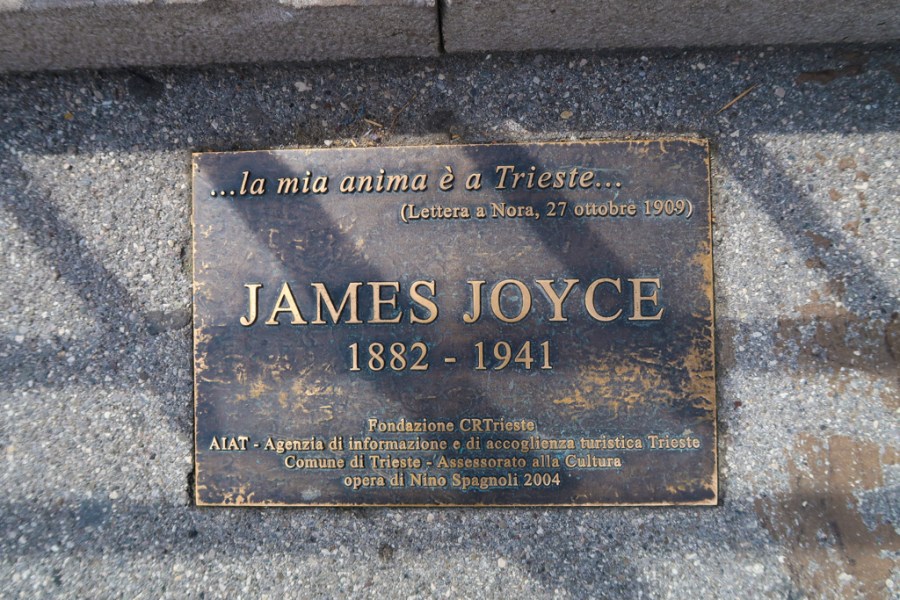 ...la mia anima è a Trieste...
(Lettera a Nora, 27 ottobre 1909)
JAMES JOYCE
1882 - 1941
Fondazione CRTrieste
AIAT - Agenzia di informazione e di accoglienza turistica Trieste
Comune di Trieste - Assessorato alla Cultura
opera di Nino Spagnoli 2004